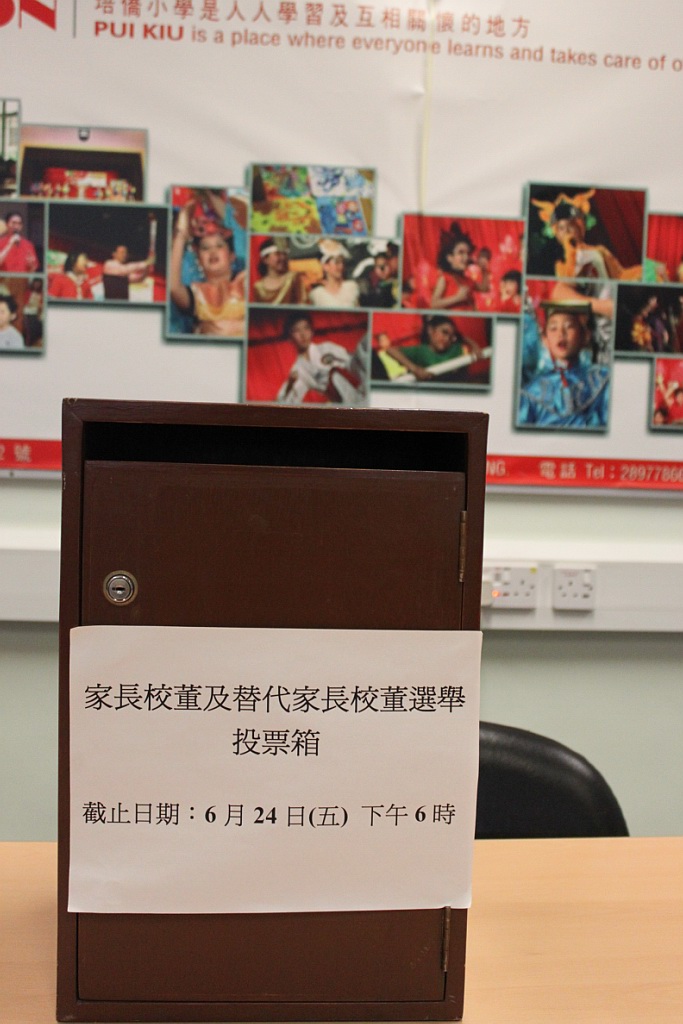 培僑小學是人人學習及互相關懷的地方
PUI KIU is a place where everyone learns and takes care of o
2 號
NG 電話 Tel : 28977866
家長校董及替代家長校董選舉
投票箱
截止日期：6 月 24 日(五) 下午 6 時